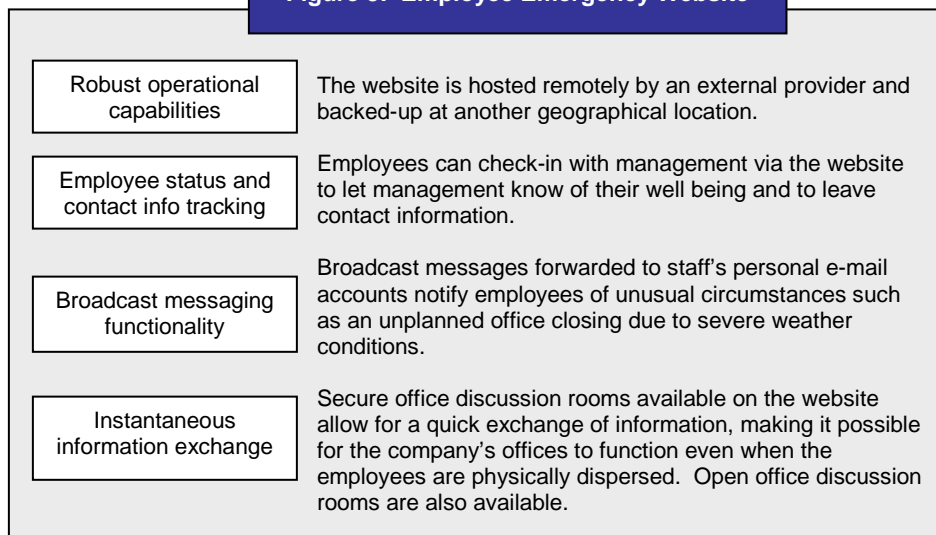 Employee Emergency Website
Robust operational
capabilities
The website is hosted remotely by an external provider and
backed-up at another geographical location.
Employee status and
contact info tracking
Employees can check-in with management via the website
to let management know of their well being and to leave
contact information.
Broadcast messaging
functionality
Broadcast messages forwarded to staff's personal e-mail
accounts notify employees of unusual circumstances such
as an unplanned office closing due to severe weather
conditions.
Instantaneous
information exchange
Secure office discussion rooms available on the website
allow for a quick exchange of information, making it possible
for the company's offices to function even when the
employees are physically dispersed.  Open office discussion
rooms are also available.